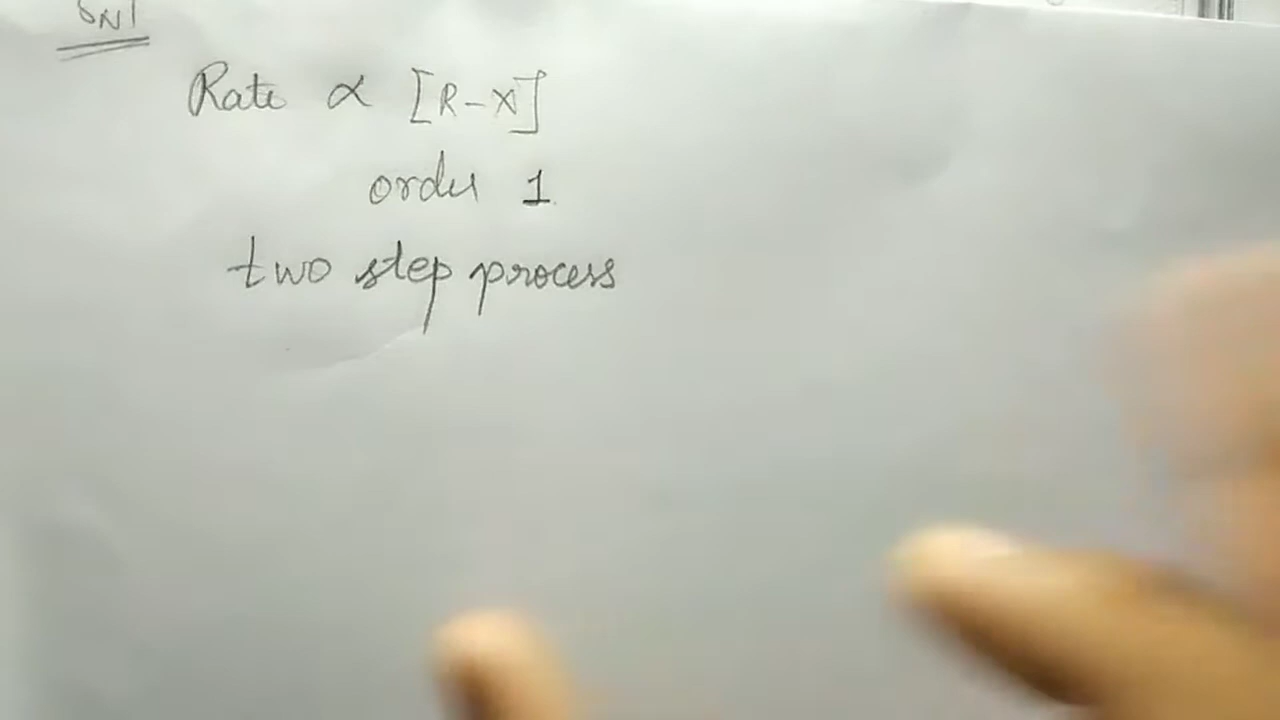 SN1
Rate ∝ [R-X]
order 1
two step process